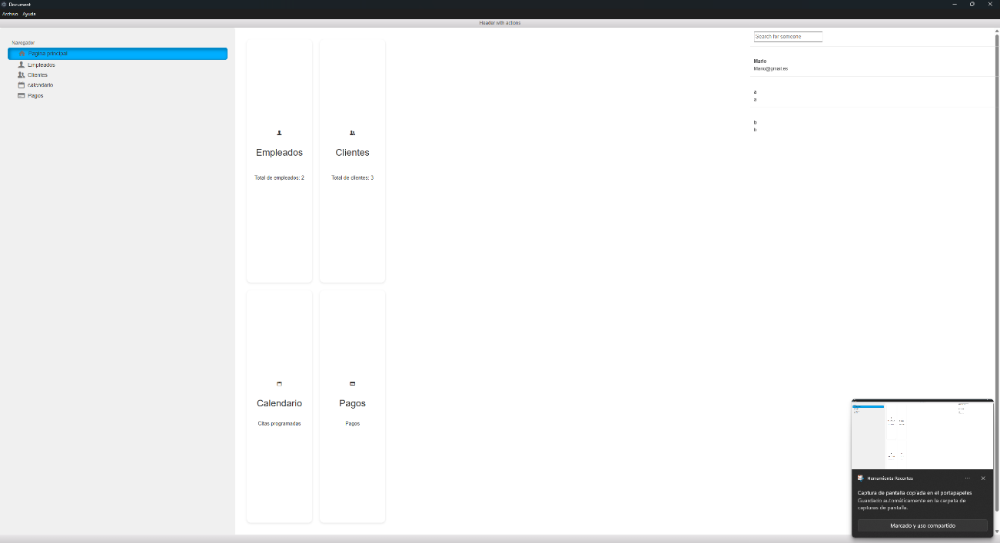 Document
Archivo Ayuda
Header with actions
Navegador
Pagina principal
Empleados
Clientes
calendario
Pagos
Empleados
Total de empleados: 2
Clientes
Total de clientes: 3
Calendario
Citas programadas
Pagos
Pagos
Search for someone
Mario
Mario@gmail.es
a
a
b
b
Herramienta Recortes
Captura de pantalla copiada en el portapapeles
Guardado automáticamente en la carpeta de
capturas de pantalla.
Marcado y uso compartido